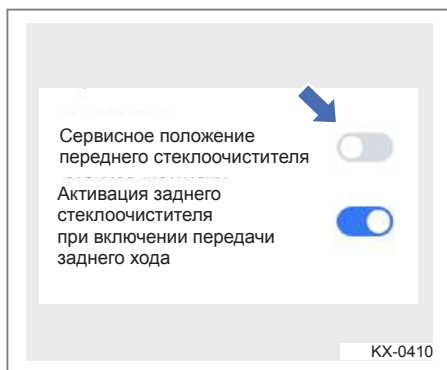 Сервисное положение
переднего стеклоочистителя
Активация заднего
стеклоочистителя
при включении передачи
заднего хода
KX-0410